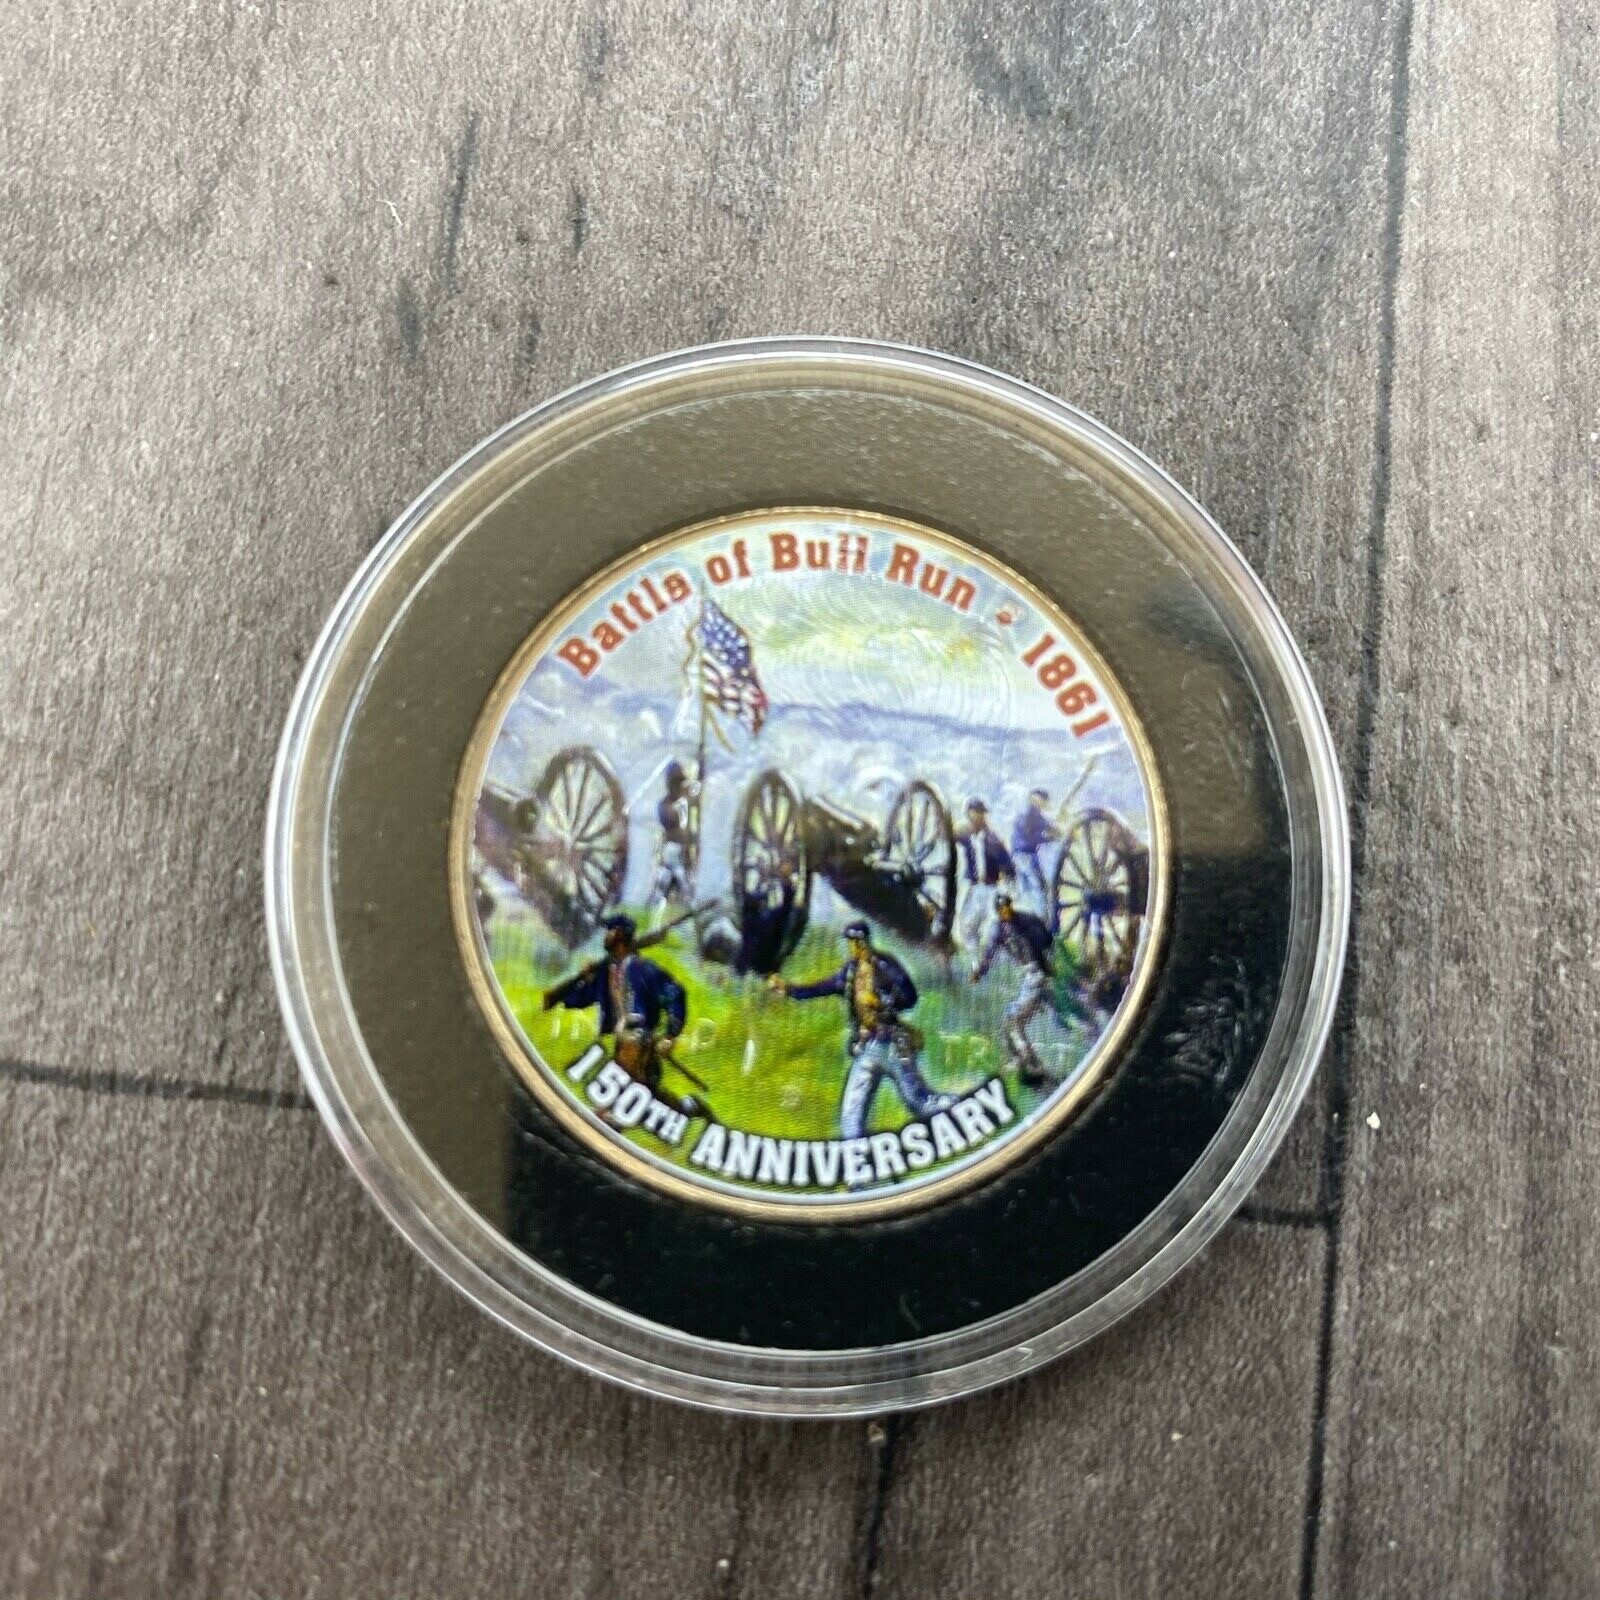 Battle of Bull Run • 1861
150TH ANNIVERSARY